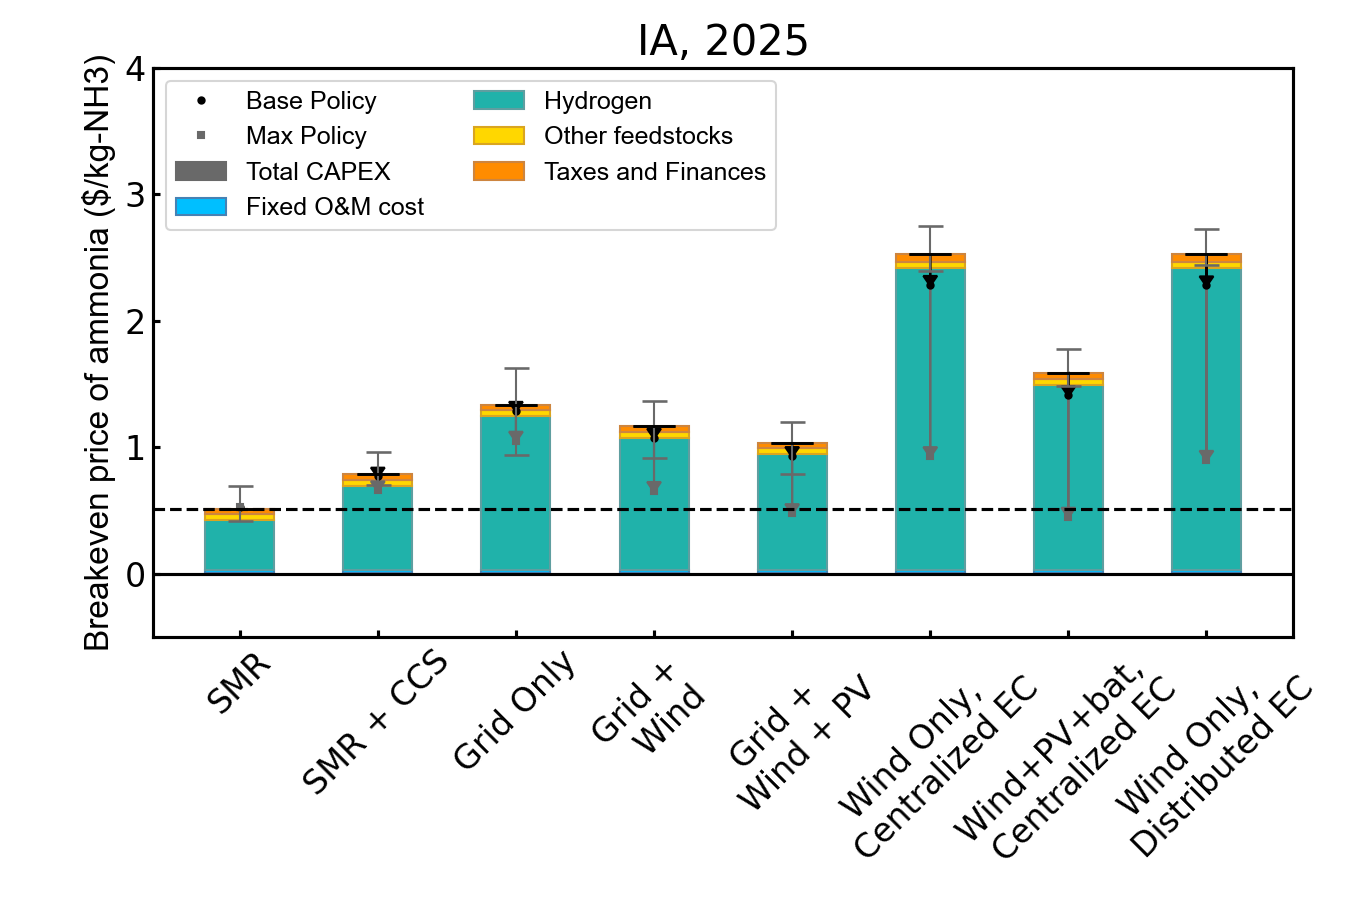 IA, 2025
Breakeven price of ammonia ($/kg-NH3)
4
3
2
1
0
Base Policy
Max Policy
Total CAPEX
Fixed O&M cost
Hydrogen
Other feedstocks
Taxes and Finances
SMR
SMR + CCS
Grid Only
Grid +
Wind
Grid +
Wind + PV
Wind Only,
Centralized EC
Wind+PV+bat,
Centralized EC
Wind Only,
Distributed EC